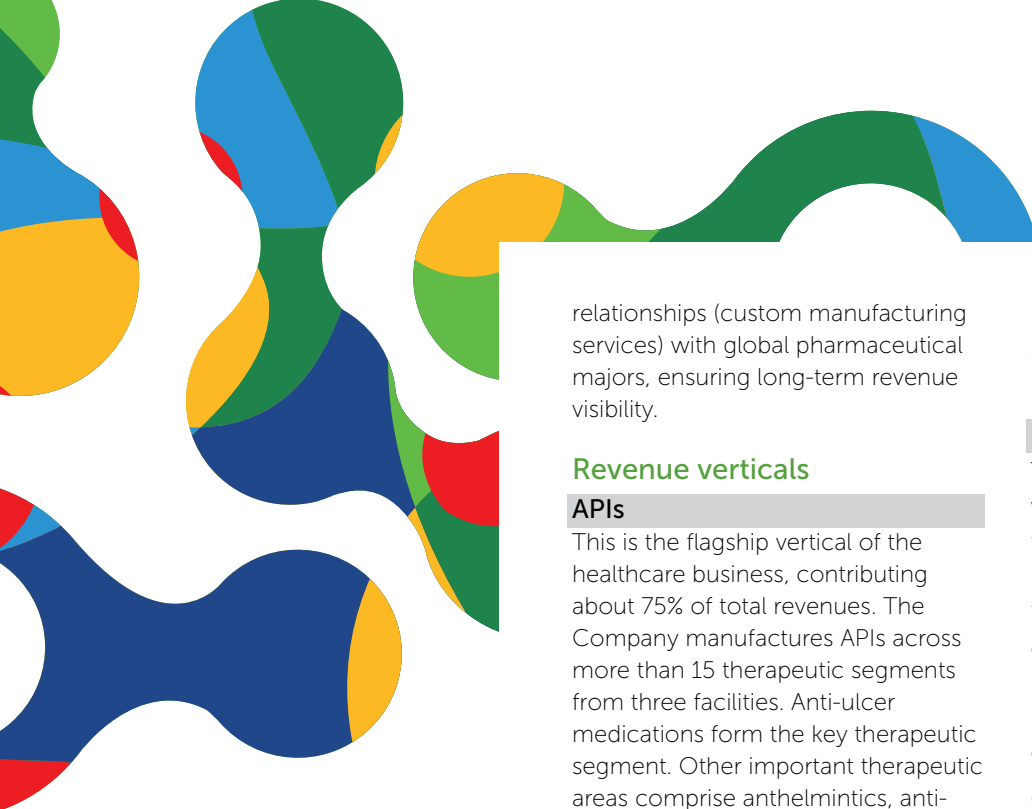 relationships (custom manufacturing
services) with global pharmaceutical
majors, ensuring long-term revenue
visibility.
Revenue verticals
APIs
This is the flagship vertical of the
healthcare business, contributing
about 75% of total revenues. The
Company manufactures APIs across
more than 15 therapeutic segments
from three facilities. Anti-ulcer
medications form the key therapeutic
segment. Other important therapeutic
areas comprise anthelmintics, anti-